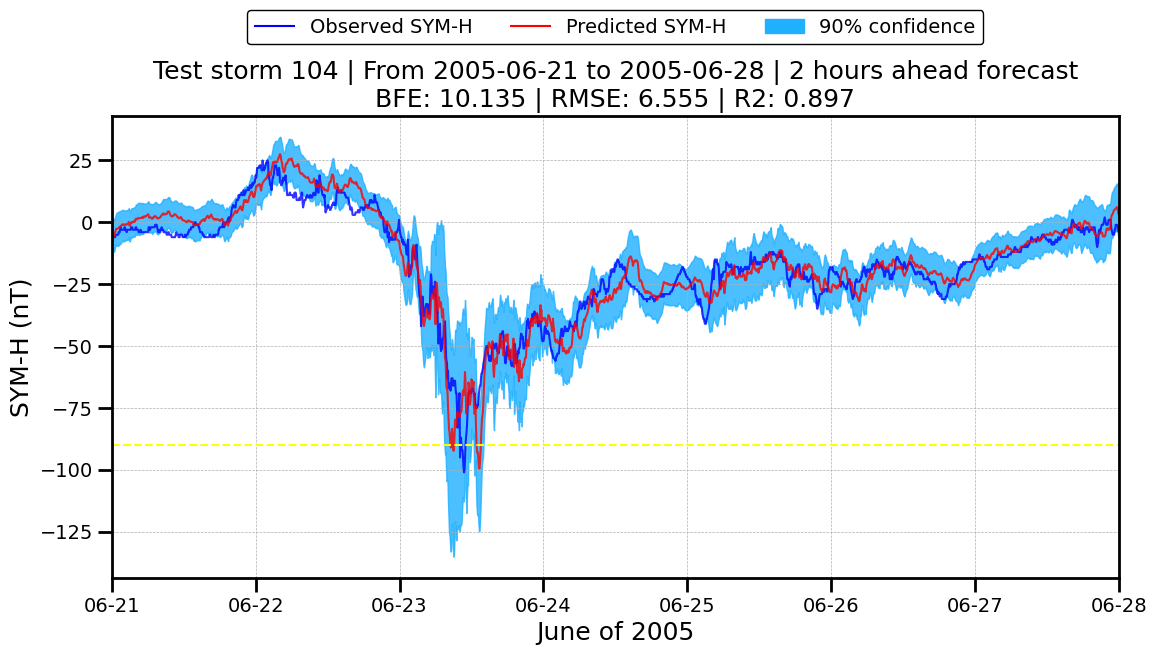 Observed SYM-H Predicted SYM-H 90% confidence
Test storm 104 | From 2005-06-21 to 2005-06-28 | 2 hours ahead forecast
BFE: 10.135 | RMSE: 6.555 | R2: 0.897
SYM-H (nT)
25
0
−25
−50
−75
−100
−125
06-21 06-22 06-23 06-24 06-25 06-26 06-27 06-28
June of 2005